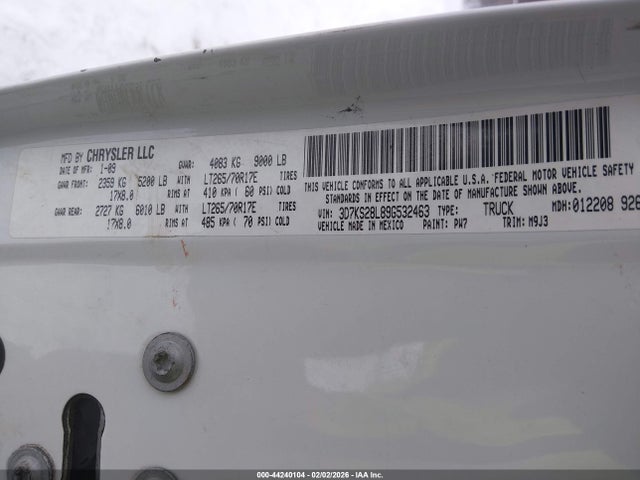 MFD BY CHRYSLER LLC
DATE OF MFR: 1-09 GVWR: 4083 KG 9000 LB
GAWR FRONT: 2359 KG 5200 LB WITH LT265/70R17E TIRES
17X8.0 RIMS AT 410 KPA ( 60 PSI) COLD
GAWR REAR: 2727 KG 6010 LB WITH LT265/70R17E TIRES
17X8.0 RIMS AT 485 KPA ( 70 PSI) COLD
THIS VEHICLE CONFORMS TO ALL APPLICABLE U.S.A. FEDERAL MOTOR VEHICLE SAFETY
STANDARDS IN EFFECT ON THE DATE OF MANUFACTURE SHOWN ABOVE.
VIN: 3D7KS28L89G532463 TYPE: TRUCK MDH: 012208 928
VEHICLE MADE IN MEXICO PAINT: PW7 TRIM: M9J3
000-44240104 - 02/02/2026 - IAAI.com